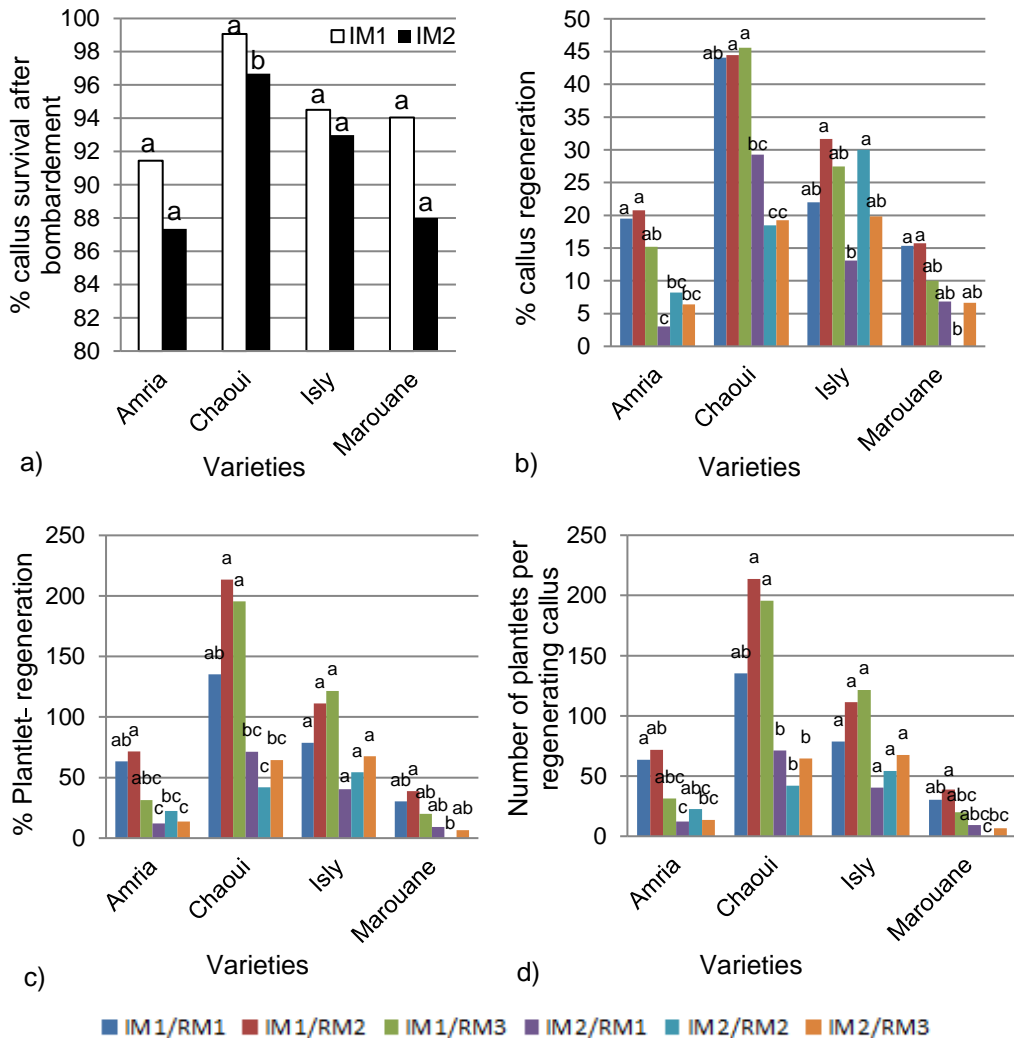 % callus survival after
bombardement
100
98
96
94
92
90
88
86
84
82
80
IM1 IM2
a a
a b
a a
a a
Amria
Chaoui
Isly
Marouane
a)
Varieties
% callus regeneration
50
45
40
35
30
25
20
15
10
5
0
a a ab c bc bc
ab a a bc cc
ab a ab b a ab
a a ab ab b ab
Amria
Chaoui
Isly
Marouane
b)
Varieties
% Plantlet- regeneration
250
200
150
100
50
0
ab a abc c bc c
ab a a bc c bc
a a a a a a
ab a ab ab b ab
Amria
Chaoui
Isly
Marouane
c)
Varieties
Number of plantlets per
regenerating callus
250
200
150
100
50
0
a a abc c abc bc
ab a a b b b
a a a a a a
ab a abc abc c bc
Amria
Chaoui
Isly
Marouane
d)
Varieties
IM1/RM1 IM1/RM2 IM1/RM3 IM2/RM1 IM2/RM2 IM2/RM3